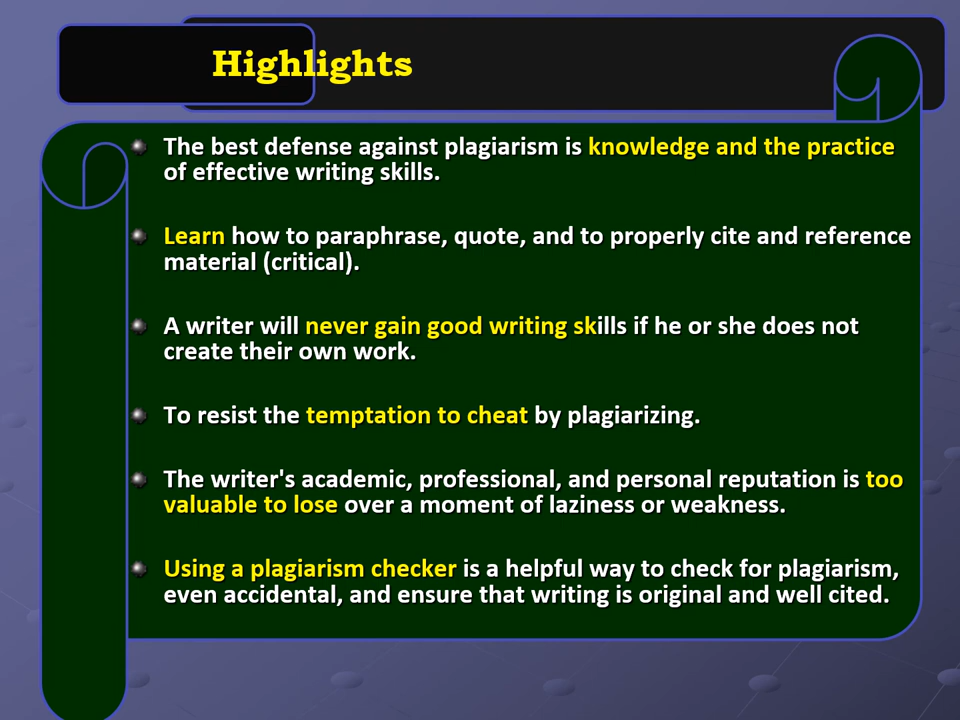 Highlights
The best defense against plagiarism is knowledge and the practice
of effective writing skills.
Learn how to paraphrase, quote, and to properly cite and reference
material (critical).
A writer will never gain good writing skills if he or she does not
create their own work.
To resist the temptation to cheat by plagiarizing.
The writer's academic, professional, and personal reputation is too
valuable to lose over a moment of laziness or weakness.
Using a plagiarism checker is a helpful way to check for plagiarism,
even accidental, and ensure that writing is original and well cited.